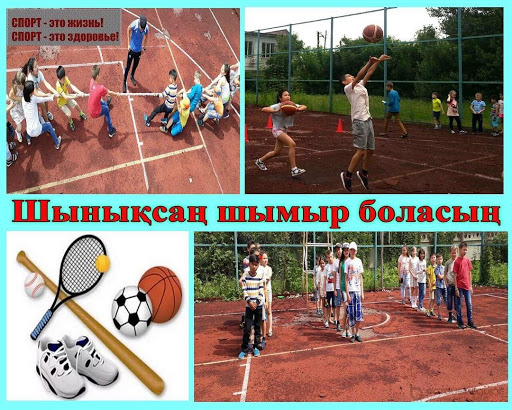 СПОРТ - это жизнь!
СПОРТ - это здоровье!
Шынықсаң шымыр боласың